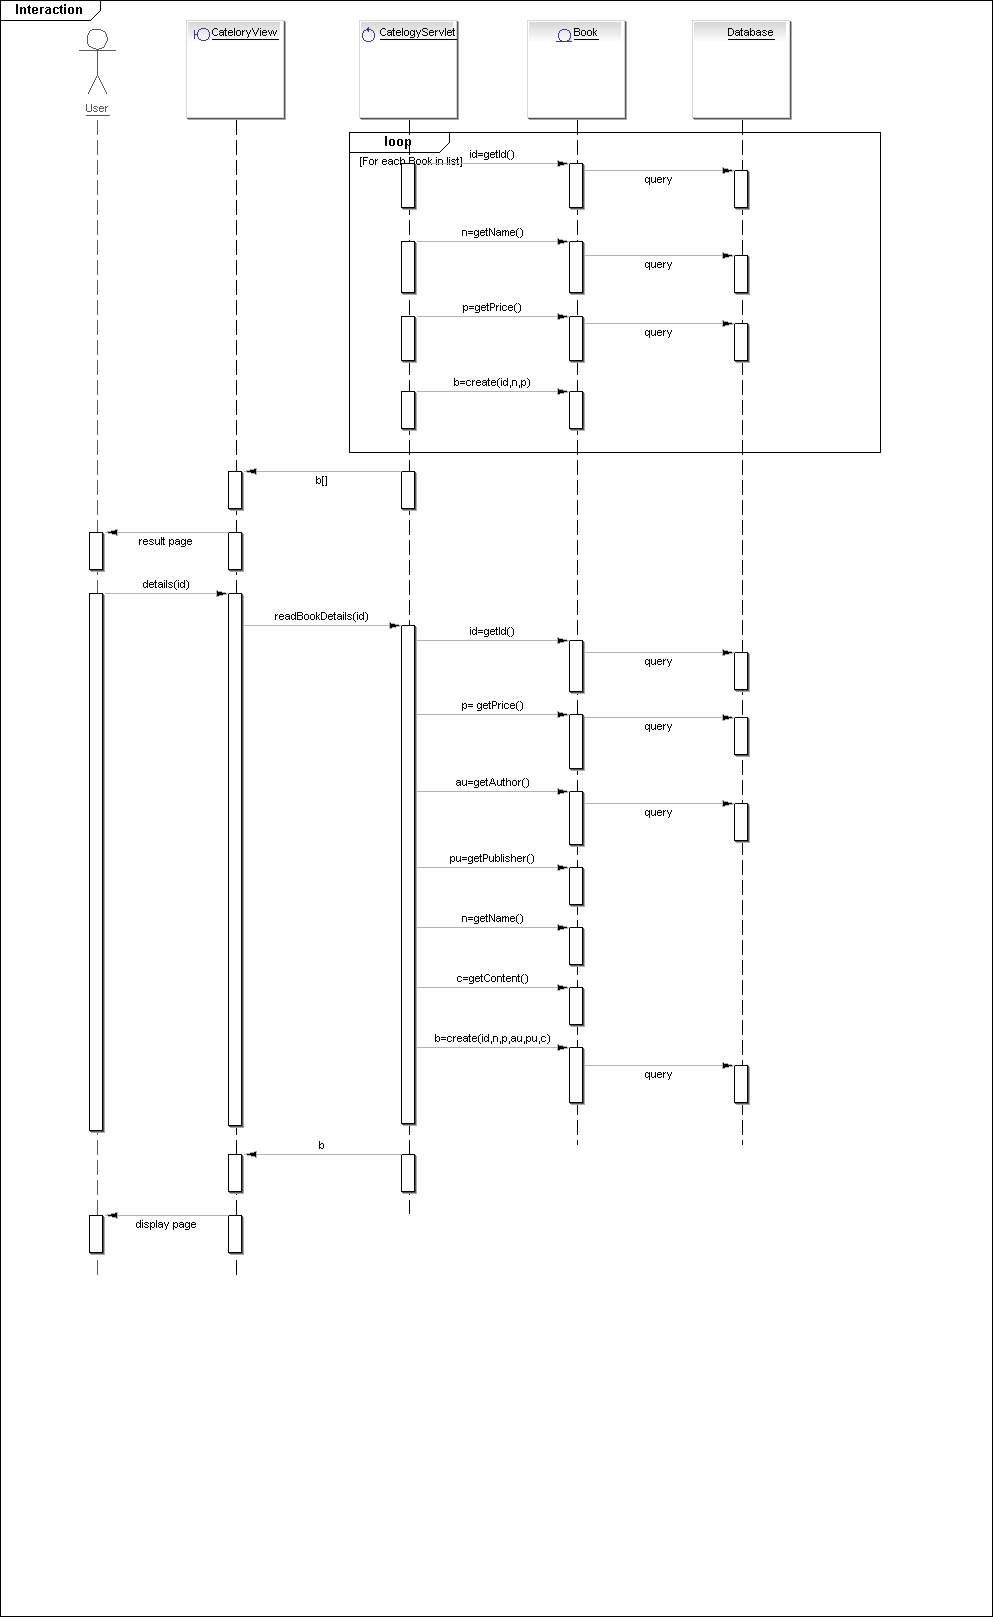 Interaction
CateloryView
CatelogyServlet
Book
Database
User
loop
[For each Book in list]
id=getId()
query
n=getName()
query
p=getPrice()
query
b=create(id,n,p)
b[]
result page
details(id)
readBookDetails(id)
id=getId()
query
p= getPrice()
query
au=getAuthor()
query
pu=getPublisher()
n=getName()
c=getContent()
b=create(id,n,p,au,pu,c)
query
b
display page